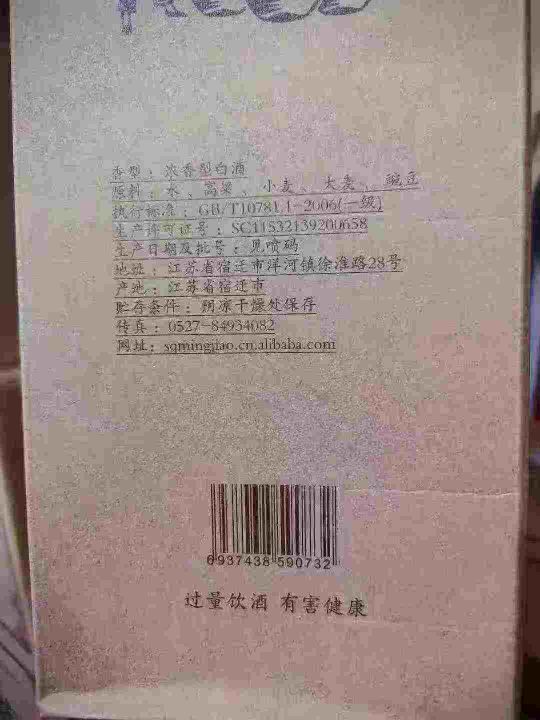 香型：浓香型白酒
原料：水、高粱、小麦、大麦、豌豆
执行标准：GB/T10781.1-2006(一级)
生产许可证号：SC11532139200658
生产日期及批号：见喷码
地址：江苏省宿迁市洋河镇徐淮路28号
产地：江苏省宿迁市
贮存条件：阴凉干燥处保存
传真：0527-84934082
网址：sqmingjiao.cn.alibaba.com
6937438590732
过量饮酒 有害健康